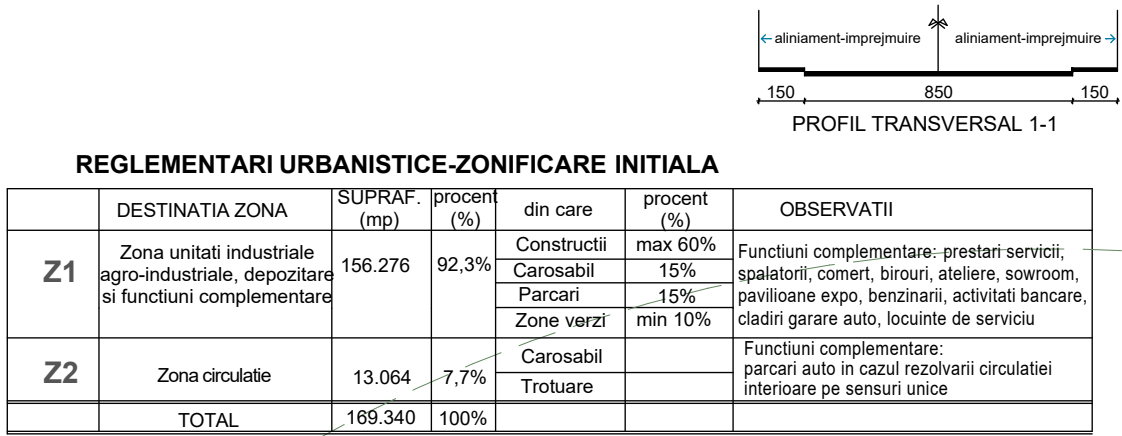 aliniament-imprejmuire aliniament-imprejmuire
150 850 150
PROFIL TRANSVERSAL 1-1
REGLEMENTARI URBANISTICE-ZONIFICARE INITIALA
DESTINATIA ZONA SUPRAF. (mp) procent (%) din care procent (%) OBSERVATII
Z1
Zona unitati industriale
agro-industriale, depozitare
si functiuni complementare
156.276 92,3%
Constructii max 60%
Carosabil 15%
Parcari 15%
Zone verzi min 10%
Functiuni complementare: prestari servicii,
spalatorii, comert, birouri, ateliere, sowroom,
pavilioane expo, benzinarii, activitati bancare,
cladiri garare auto, locuinte de serviciu
Z2 Zona circulatie 13.064 7,7%
Carosabil
Trotuare
Functiuni complementare:
parcari auto in cazul rezolvarii circulatiei
interioare pe sensuri unice
TOTAL 169.340 100%